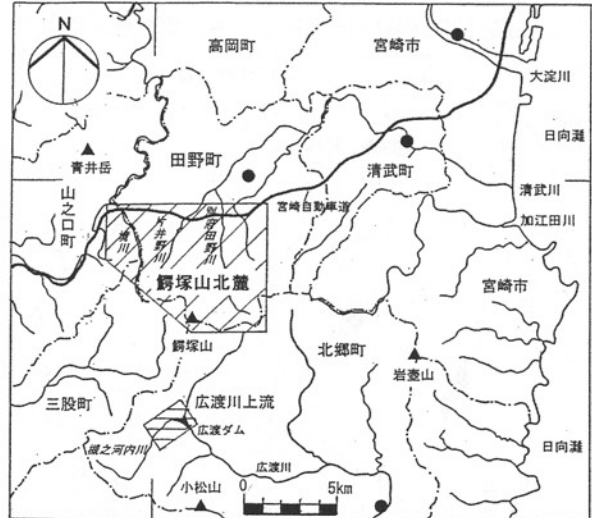 N
高岡町
宮崎市
大淀川
日向灘
青井岳
田野町
清武町
山之口町
宮崎自動車道
清武川
加江田川
境川
片井野川
別府田野川
鰐塚山北麓
宮崎市
鰐塚山
北郷町
岩壺山
三股町
広渡川上流
広渡ダム
日向灘
広渡川
小松山
0
5km